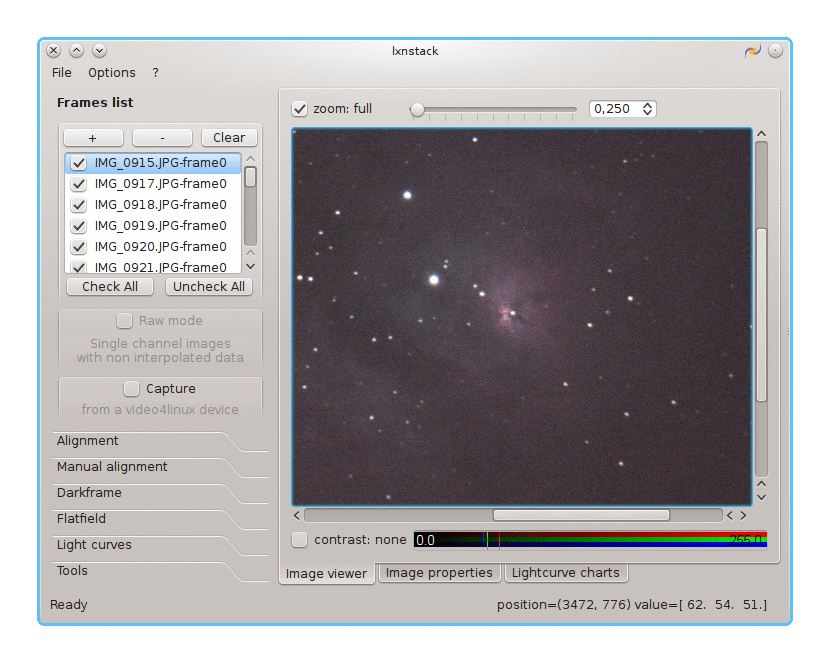 lxnstack
File Options ?
Frames list
+ - Clear
IMG_0915.JPG-frame0
IMG_0917.JPG-frame0
IMG_0918.JPG-frame0
IMG_0919.JPG-frame0
IMG_0920.JPG-frame0
IMG_0921.JPG-frame0
Check All Uncheck All
Raw mode
Single channel images
with non interpolated data
Capture
from a video4linux device
Alignment
Manual alignment
Darkframe
Flatfield
Light curves
Tools
zoom: full 0,250
contrast: none 0.0 255.0
Image viewer Image properties Lightcurve charts
Ready position=(3472, 776) value=[ 62. 54. 51.]